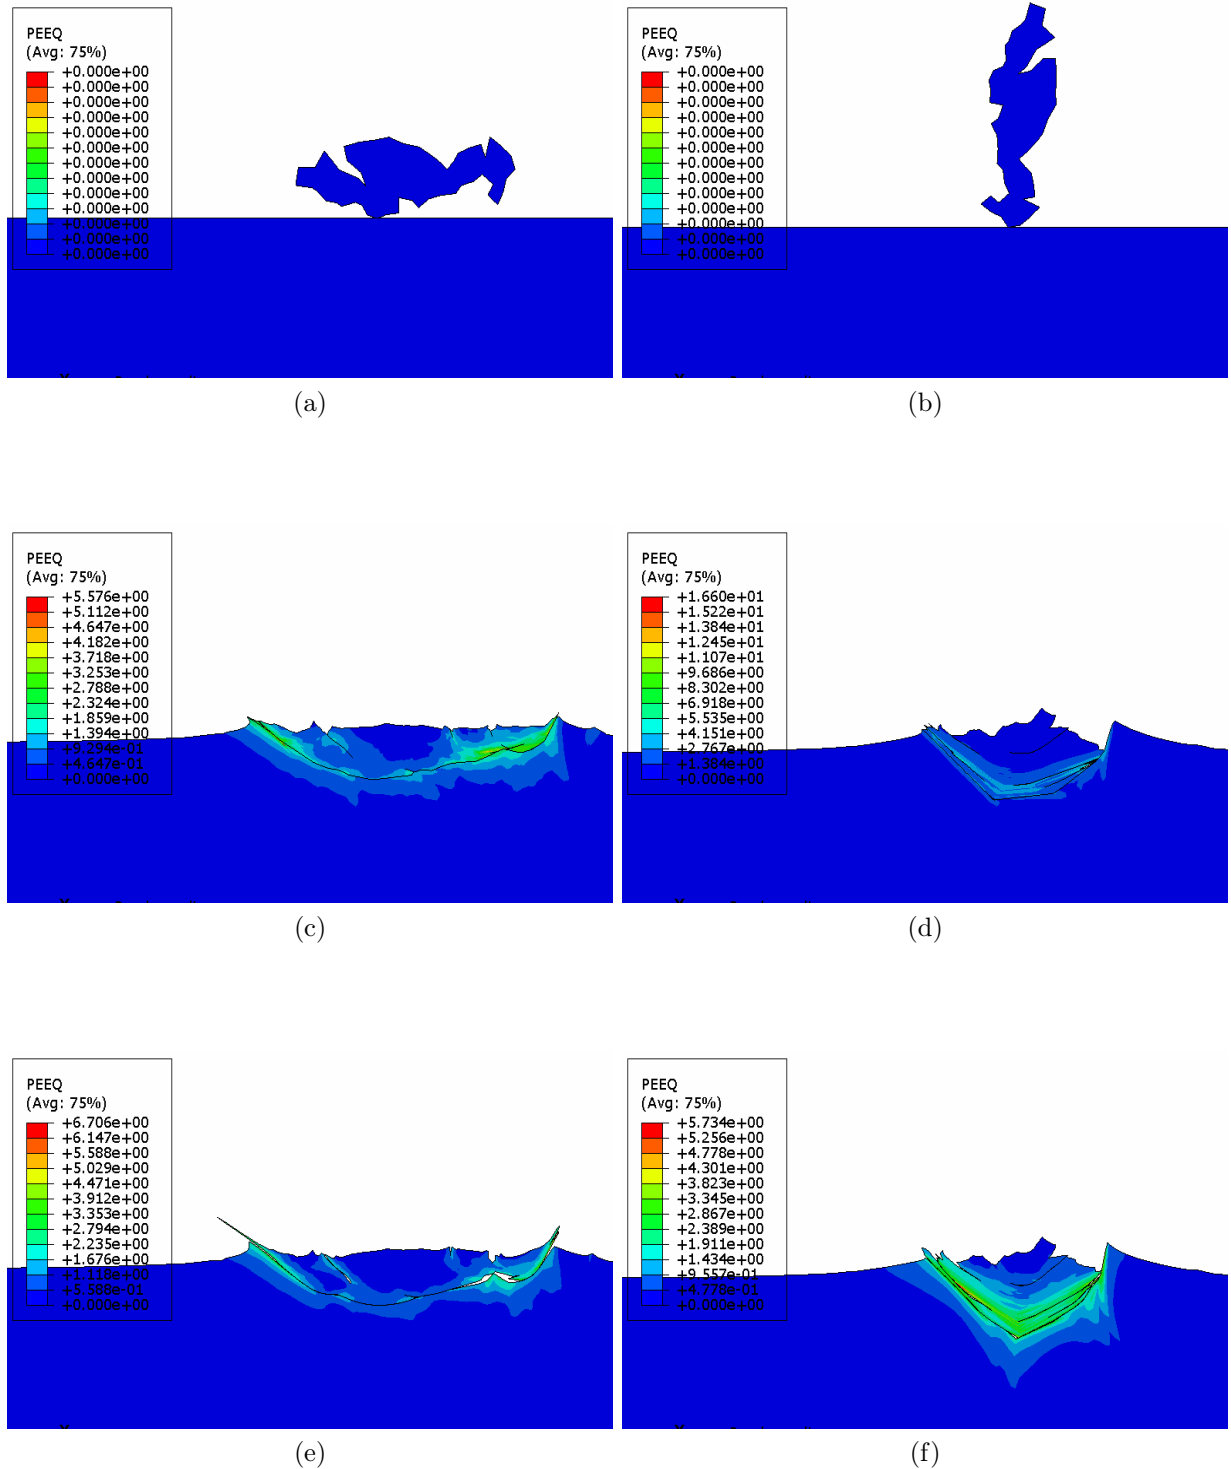 PEEQ
(Avg: 75%)
+0.000e+00
+0.000e+00
+0.000e+00
+0.000e+00
+0.000e+00
+0.000e+00
+0.000e+00
+0.000e+00
+0.000e+00
+0.000e+00
+0.000e+00
+0.000e+00
+0.000e+00
(a)
PEEQ
(Avg: 75%)
+0.000e+00
+0.000e+00
+0.000e+00
+0.000e+00
+0.000e+00
+0.000e+00
+0.000e+00
+0.000e+00
+0.000e+00
+0.000e+00
+0.000e+00
+0.000e+00
+0.000e+00
(b)
PEEQ
(Avg: 75%)
+5.576e+00
+5.112e+00
+4.647e+00
+4.182e+00
+3.718e+00
+3.253e+00
+2.788e+00
+2.324e+00
+1.859e+00
+1.394e+00
+9.294e-01
+4.647e-01
+0.000e+00
(c)
PEEQ
(Avg: 75%)
+1.660e+01
+1.522e+01
+1.384e+01
+1.245e+01
+1.107e+01
+9.686e+00
+8.302e+00
+6.918e+00
+5.535e+00
+4.151e+00
+2.767e+00
+1.384e+00
+0.000e+00
(d)
PEEQ
(Avg: 75%)
+6.706e+00
+6.147e+00
+5.588e+00
+5.029e+00
+4.471e+00
+3.912e+00
+3.353e+00
+2.794e+00
+2.235e+00
+1.676e+00
+1.118e+00
+5.588e-01
+0.000e+00
(e)
PEEQ
(Avg: 75%)
+5.734e+00
+5.256e+00
+4.778e+00
+4.301e+00
+3.823e+00
+3.345e+00
+2.867e+00
+2.389e+00
+1.911e+00
+1.434e+00
+9.557e-01
+4.778e-01
+0.000e+00
(f)